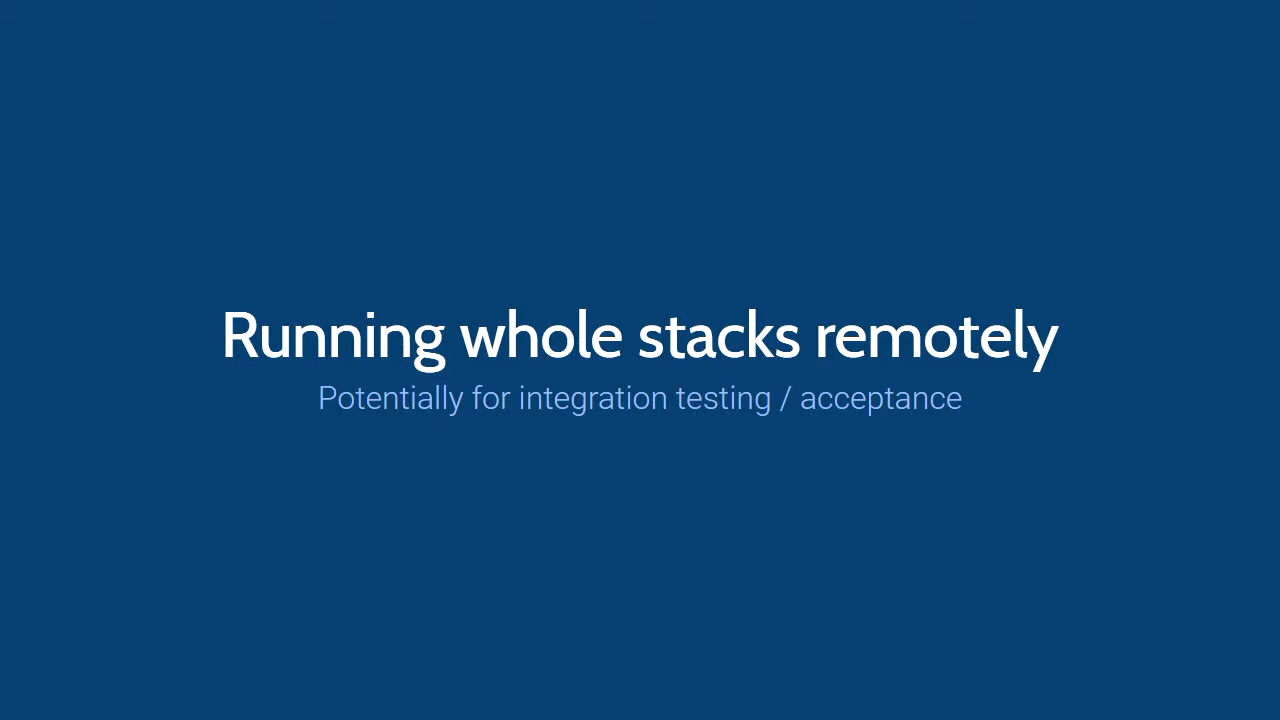 Running whole stacks remotely
Potentially for integration testing / acceptance